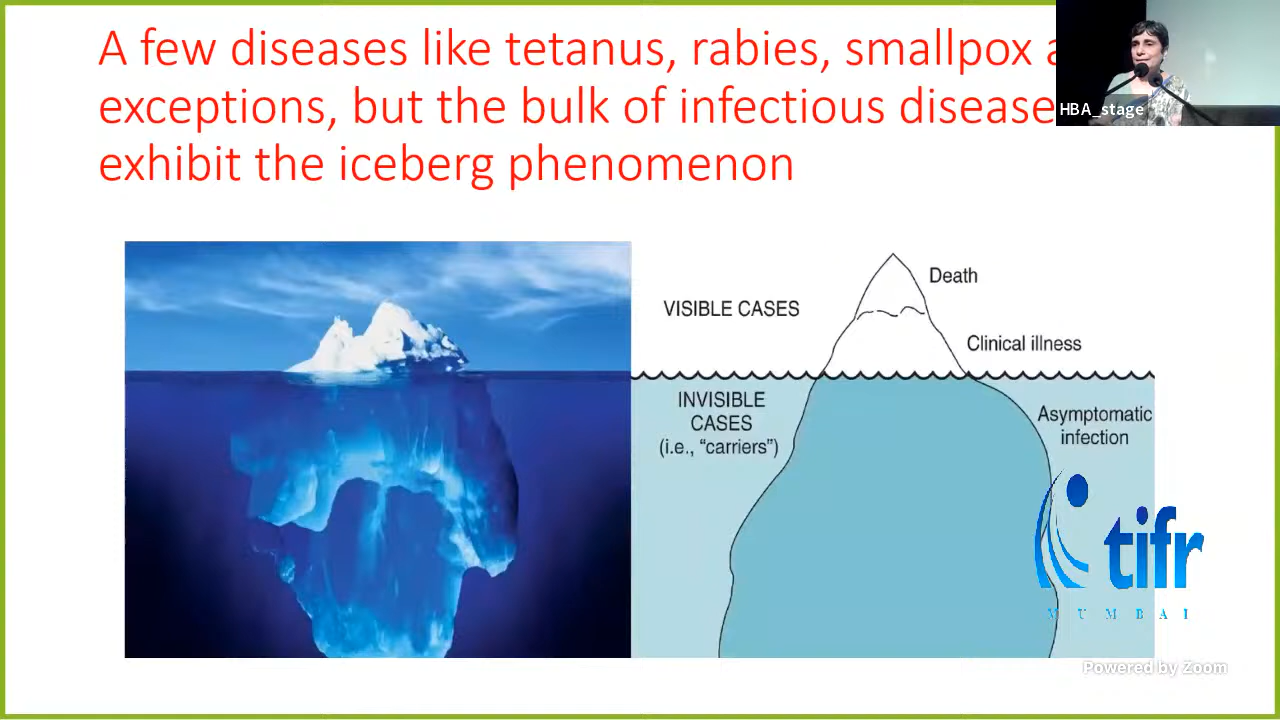 A few diseases like tetanus, rabies, smallpox
exceptions, but the bulk of infectious disease
exhibit the iceberg phenomenon
HBA_stage
Death
VISIBLE CASES
Clinical illness
INVISIBLE
CASES
(i.e., “carriers”)
Asymptomatic
infection
tifr
MUMBAI
Powered by Zoom